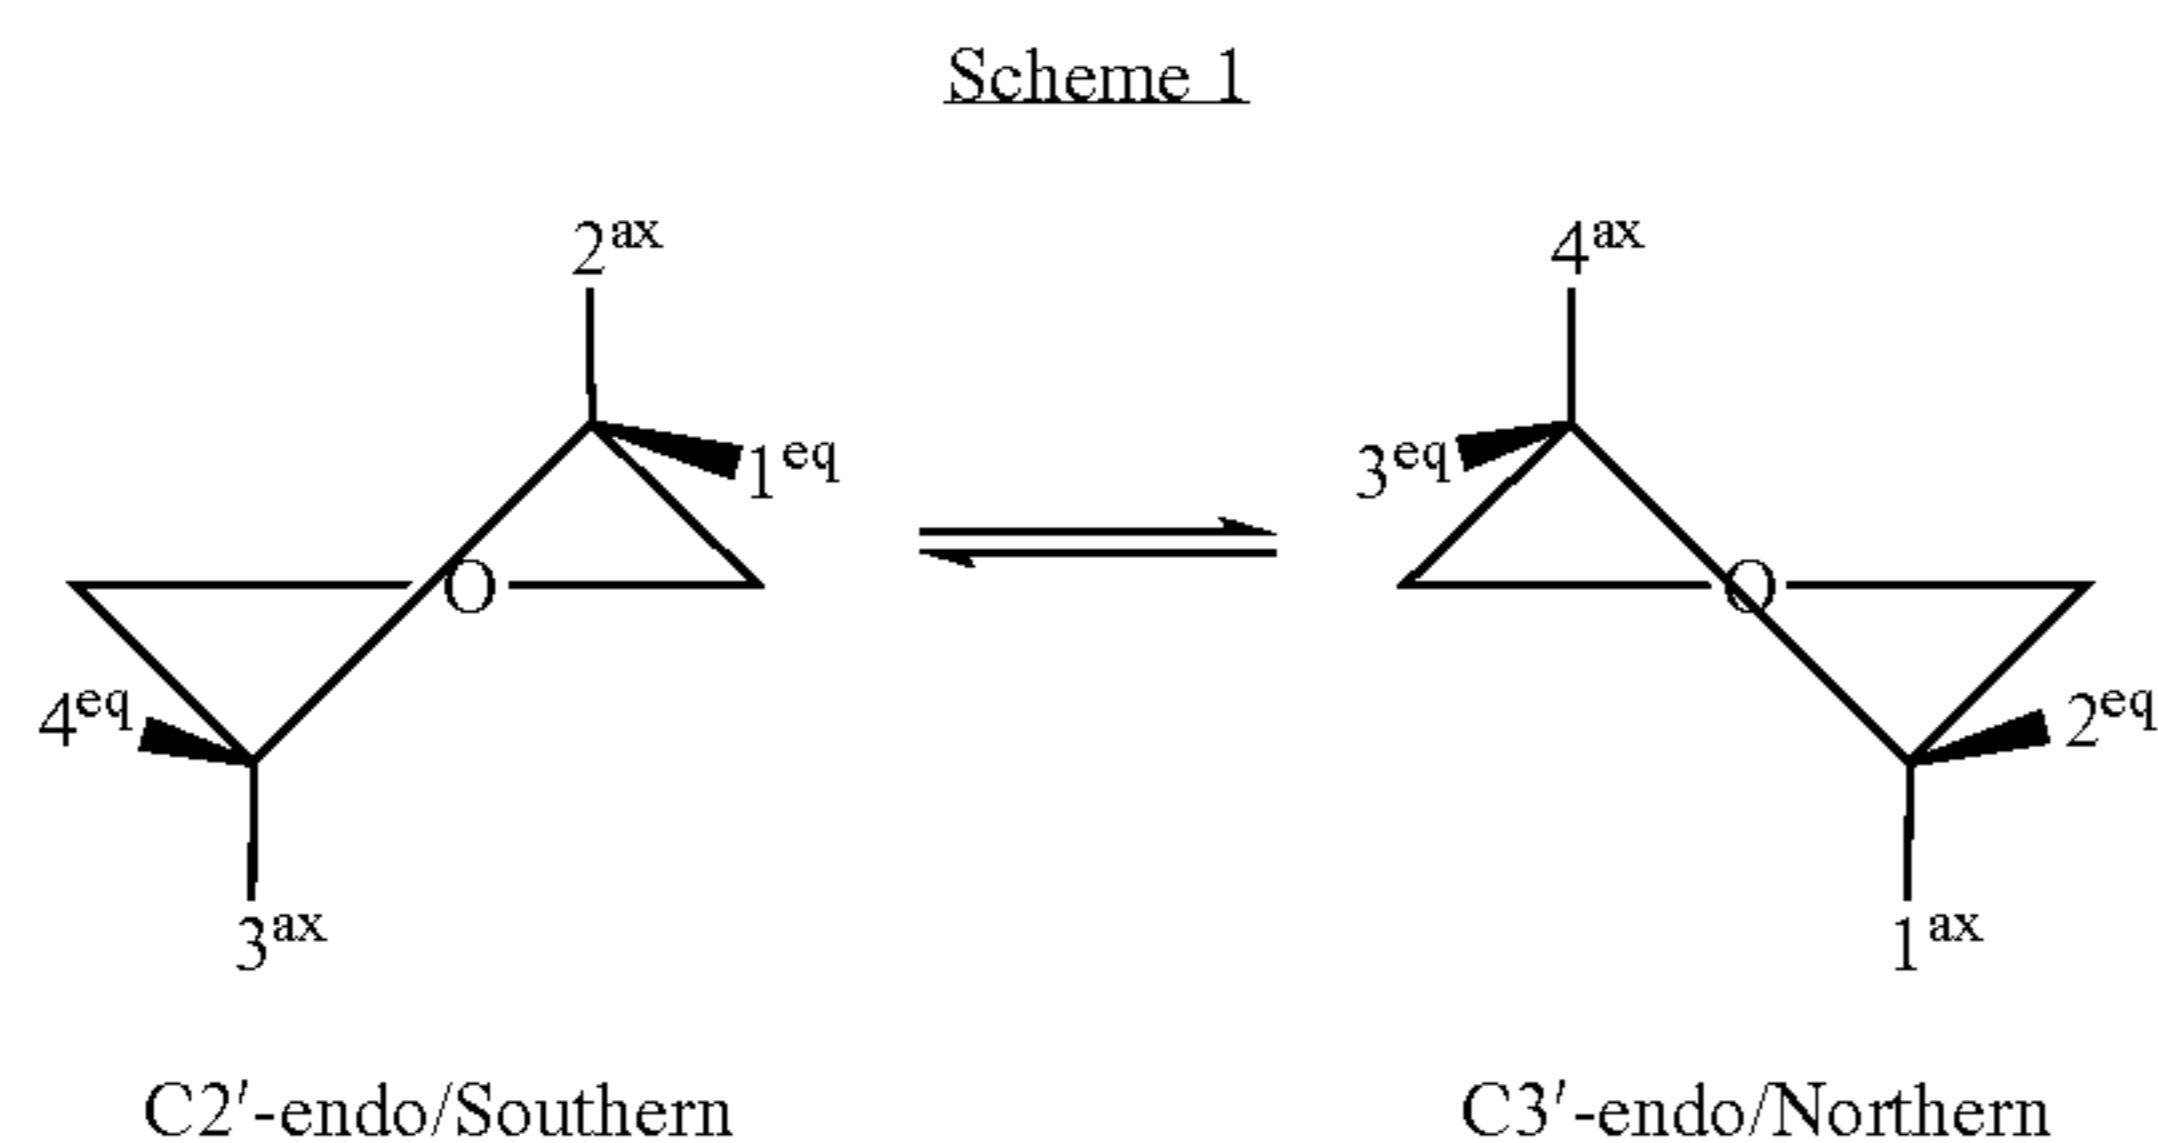 Scheme 1
2ax 4ax
1eq 3eq
O O
4eq 2eq
3ax 1ax
C2′-endo/Southern C3′-endo/Northern